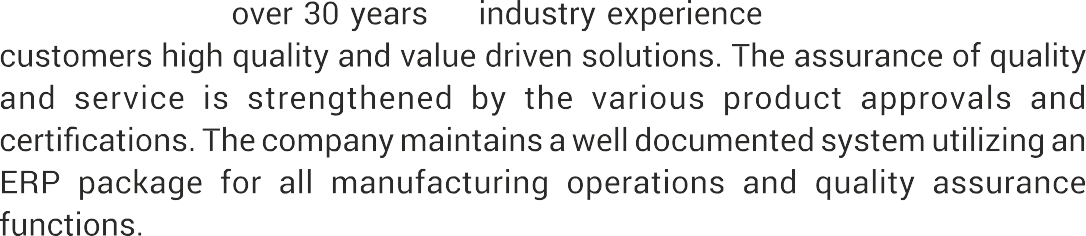 over 30 years industry experience
customers high quality and value driven solutions. The assurance of quality
and service is strengthened by the various product approvals and
certifications. The company maintains a well documented system utilizing an
ERP package for all manufacturing operations and quality assurance
functions.